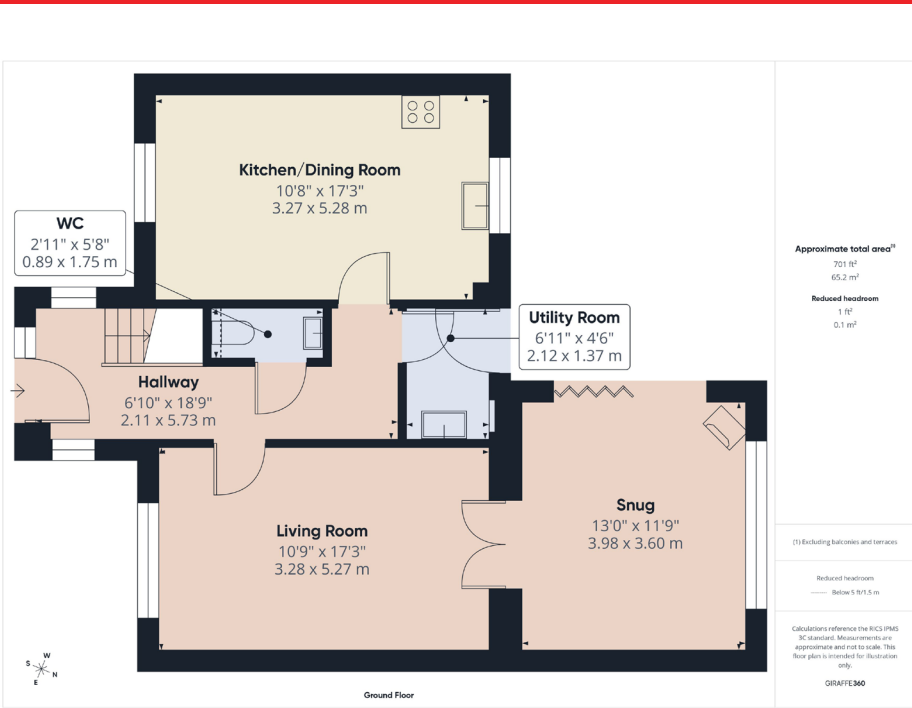 Kitchen/Dining Room
10'8" x 17'3"
3.27 x 5.28 m
WC
2'11" x 5'8"
0.89 x 1.75 m
Utility Room
6'11" x 4'6"
2.12 x 1.37 m
Hallway
6'10" x 18'9"
2.11 x 5.73 m
Snug
13'0" x 11'9"
3.98 x 3.60 m
Living Room
10'9" x 17'3"
3.28 x 5.27 m
W
S
N
E
Ground Floor
Approximate total area(1)
701 ft²
65.2 m²
Reduced headroom
1 ft²
0.1 m²
(1) Excluding balconies and terraces
Reduced headroom
Below 5 ft/1.5 m
Calculations reference the RICS IPMS
3C standard. Measurements are
approximate and not to scale. This
floor plan is intended for illustration
only.
GIRAFFE360